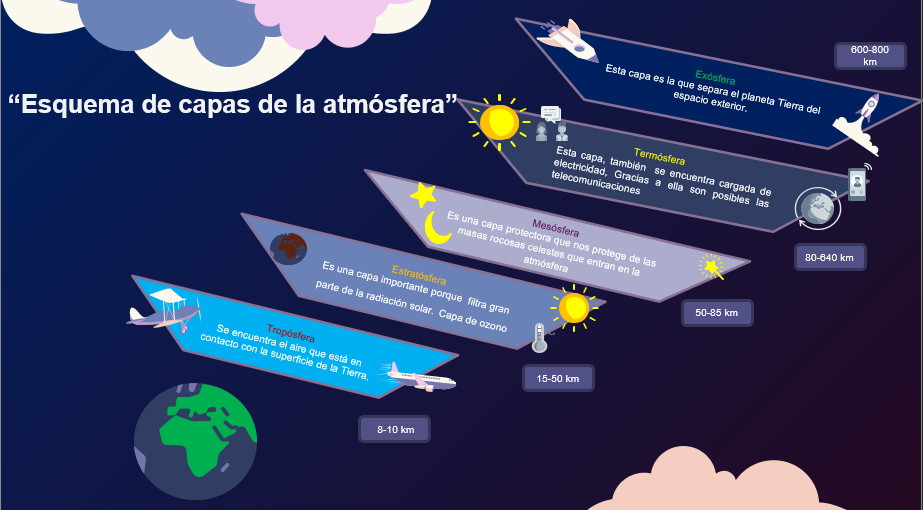 “Esquema de capas de la atmósfera”
600-800
km
Exósfera
Esta capa es la que separa el planeta Tierra del
espacio exterior.
Termósfera
Esta capa, también se encuentra cargada de
electricidad, Gracias a ella son posibles las
telecomunicaciones
80-640 km
Mesósfera
Es una capa protectora que nos protege de las
masas rocosas celestes que entran en la
atmósfera
50-85 km
Estratósfera
Es una capa importante porque filtra gran
parte de la radiación solar. Capa de ozono
15-50 km
Tropósfera
Se encuentra el aire que está en
contacto con la superficie de la Tierra.
8-10 km